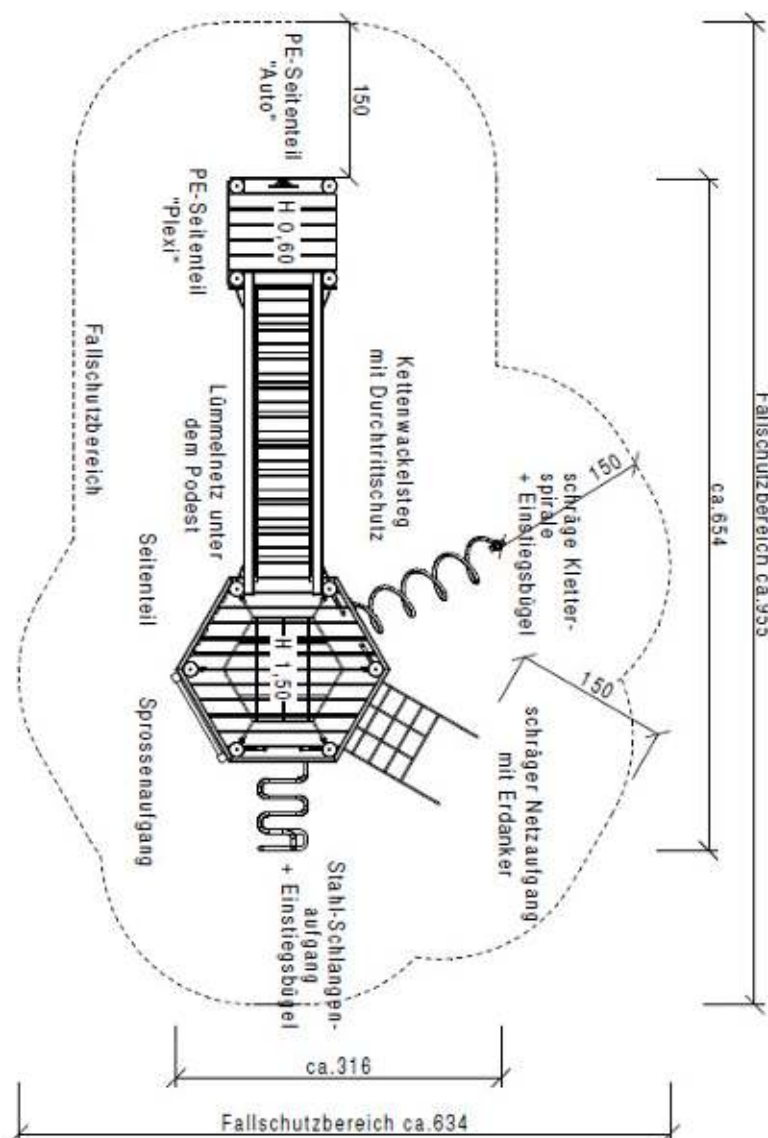 PE-Seitenteil
"Auto"
150
PE-Seitenteil
"Plexi"
H 0,60
Fallschutzbereich
Lümmelnetz unter
dem Podest
Kettenwackelsteg
mit Durchtrittschutz
schräge Kletter-
spirale
+ Einstiegsbügel
150
ca.654
Fallschutzbereich ca.955
Seitenteil
H 1,50
150
Sprossenaufgang
schräger Netzaufgang
mit Erdanker
Stahl-Schlangen-
aufgang
+ Einstiegsbügel
ca.316
Fallschutzbereich ca.634